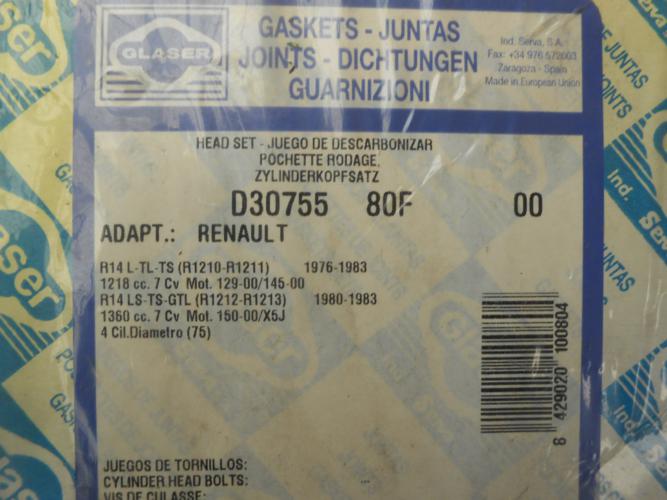 GLASER
GASKETS - JUNTAS
JOINTS - DICHTUNGEN
GUARNIZIONI
Ind. Serva, S.A.
Fax: +34 976 572603
Zaragoza - Spain
Made in European Union
HEAD SET - JUEGO DE DESCARBONIZAR
POCHETTE RODAGE.
ZYLINDERKOPFSATZ
D30755 80F 00
ADAPT.: RENAULT
R14 L-TL-TS (R1210-R1211) 1976-1983
1218 cc. 7 Cv Mot. 129-00/145-00
R14 LS-TS-GTL (R1212-R1213) 1980-1983
1360 cc. 7 Cv Mot. 150-00/X5J
4 Cil.Diametro (75)
8 429020 100804
JUEGOS DE TORNILLOS:
CYLINDER HEAD BOLTS:
VIS DE CULASSE: